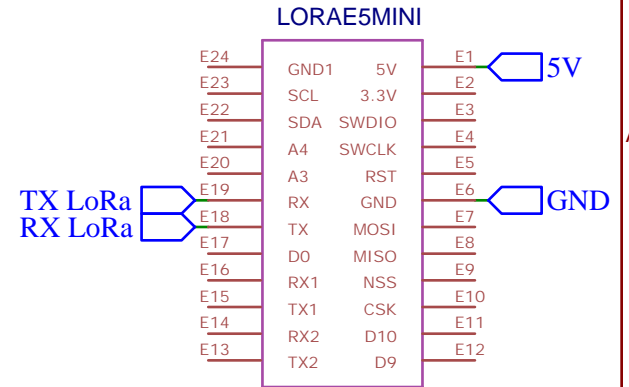 LORAE5MINI
E24 GND1 5V E1 5V
E23 SCL 3.3V E2
E22 SDA SWDIO E3
E21 A4 SWCLK E4
E20 A3 RST E5
TX LoRa E19 RX GND E6 GND
RX LoRa E18 TX MOSI E7
E17 D0 MISO E8
E16 RX1 NSS E9
E15 TX1 CSK E10
E14 RX2 D10 E11
E13 TX2 D9 E12